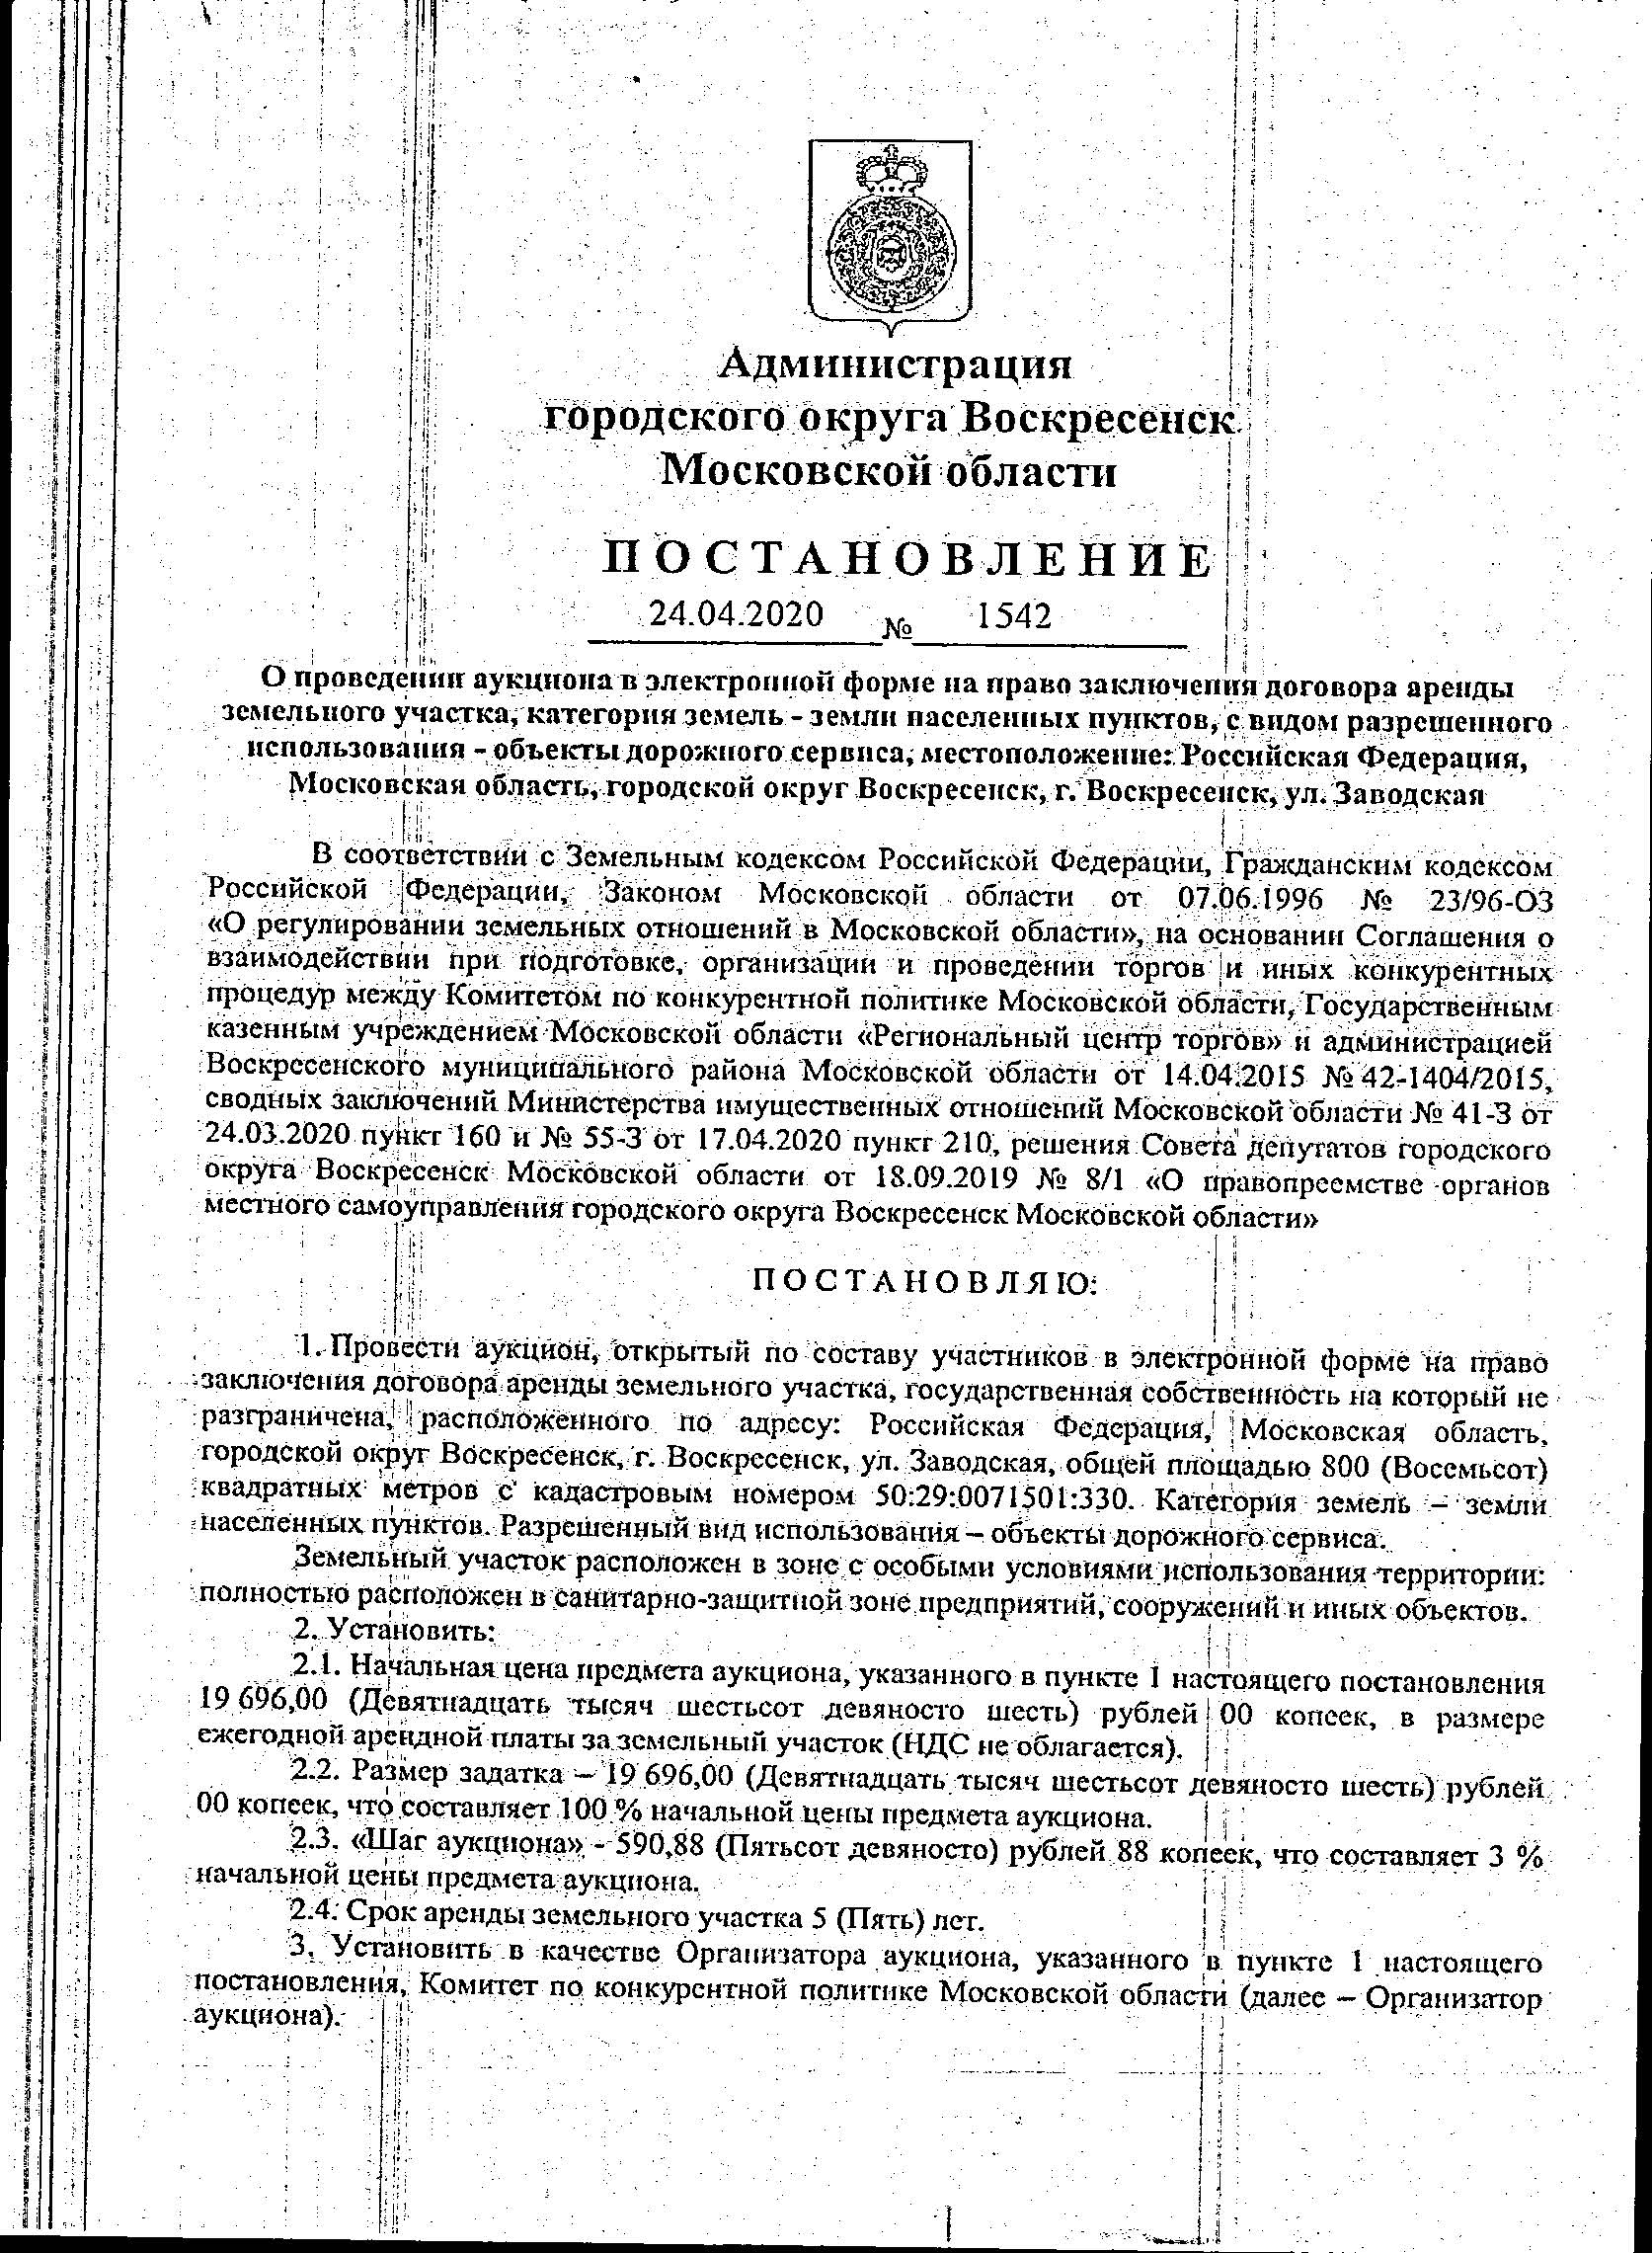 Администрация
городского округа Воскресенск
Московской области
ПОСТАНОВЛЕНИЕ
24.04.2020 № 1542
О проведении аукциона в электронной форме на право заключения договора аренды
земельного участка, категория земель - земли населенных пунктов, с видом разрешенного
использования - объекты дорожного сервиса, местоположение: Российская Федерация,
Московская область, городской округ Воскресенск, г. Воскресенск, ул. Заводская
В соответствии с Земельным кодексом Российской Федерации, Гражданским кодексом
Российской Федерации, Законом Московской области от 07.06.1996 № 23/96-ОЗ
«О регулировании земельных отношений в Московской области», на основании Соглашения о
взаимодействии при подготовке, организации и проведении торгов и иных конкурентных
процедур между Комитетом по конкурентной политике Московской области, Государственным
казенным учреждением Московской области «Региональный центр торгов» и администрацией
Воскресенского муниципального района Московской области от 14.04.2015 № 42-1404/2015,
сводных заключений Министерства имущественных отношений Московской области № 41-З от
24.03.2020 пункт 160 и № 55-З от 17.04.2020 пункт 210, решения Совета депутатов городского
округа Воскресенск Московской области от 18.09.2019 № 8/1 «О правопреемстве органов
местного самоуправления городского округа Воскресенск Московской области»
ПОСТАНОВЛЯЮ:
1. Провести аукцион, открытый по составу участников в электронной форме на право
заключения договора аренды земельного участка, государственная собственность на который не
разграничена, расположенного по адресу: Российская Федерация, Московская область,
городской округ Воскресенск, г. Воскресенск, ул. Заводская, общей площадью 800 (Восемьсот)
квадратных метров с кадастровым номером 50:29:0071501:330. Категория земель – земли
населенных пунктов. Разрешенный вид использования – объекты дорожного сервиса.
Земельный участок расположен в зоне с особыми условиями использования территории:
полностью расположен в санитарно-защитной зоне предприятий, сооружений и иных объектов.
2. Установить:
2.1. Начальная цена предмета аукциона, указанного в пункте 1 настоящего постановления
19 696,00 (Девятнадцать тысяч шестьсот девяносто шесть) рублей 00 копеек, в размере
ежегодной арендной платы за земельный участок (НДС не облагается).
2.2. Размер задатка – 19 696,00 (Девятнадцать тысяч шестьсот девяносто шесть) рублей
00 копеек, что составляет 100 % начальной цены предмета аукциона.
2.3. «Шаг аукциона» - 590,88 (Пятьсот девяносто) рублей 88 копеек, что составляет 3 %
начальной цены предмета аукциона.
2.4. Срок аренды земельного участка 5 (Пять) лет.
3. Установить в качестве Организатора аукциона, указанного в пункте 1 настоящего
постановления, Комитет по конкурентной политике Московской области (далее – Организатор
аукциона).